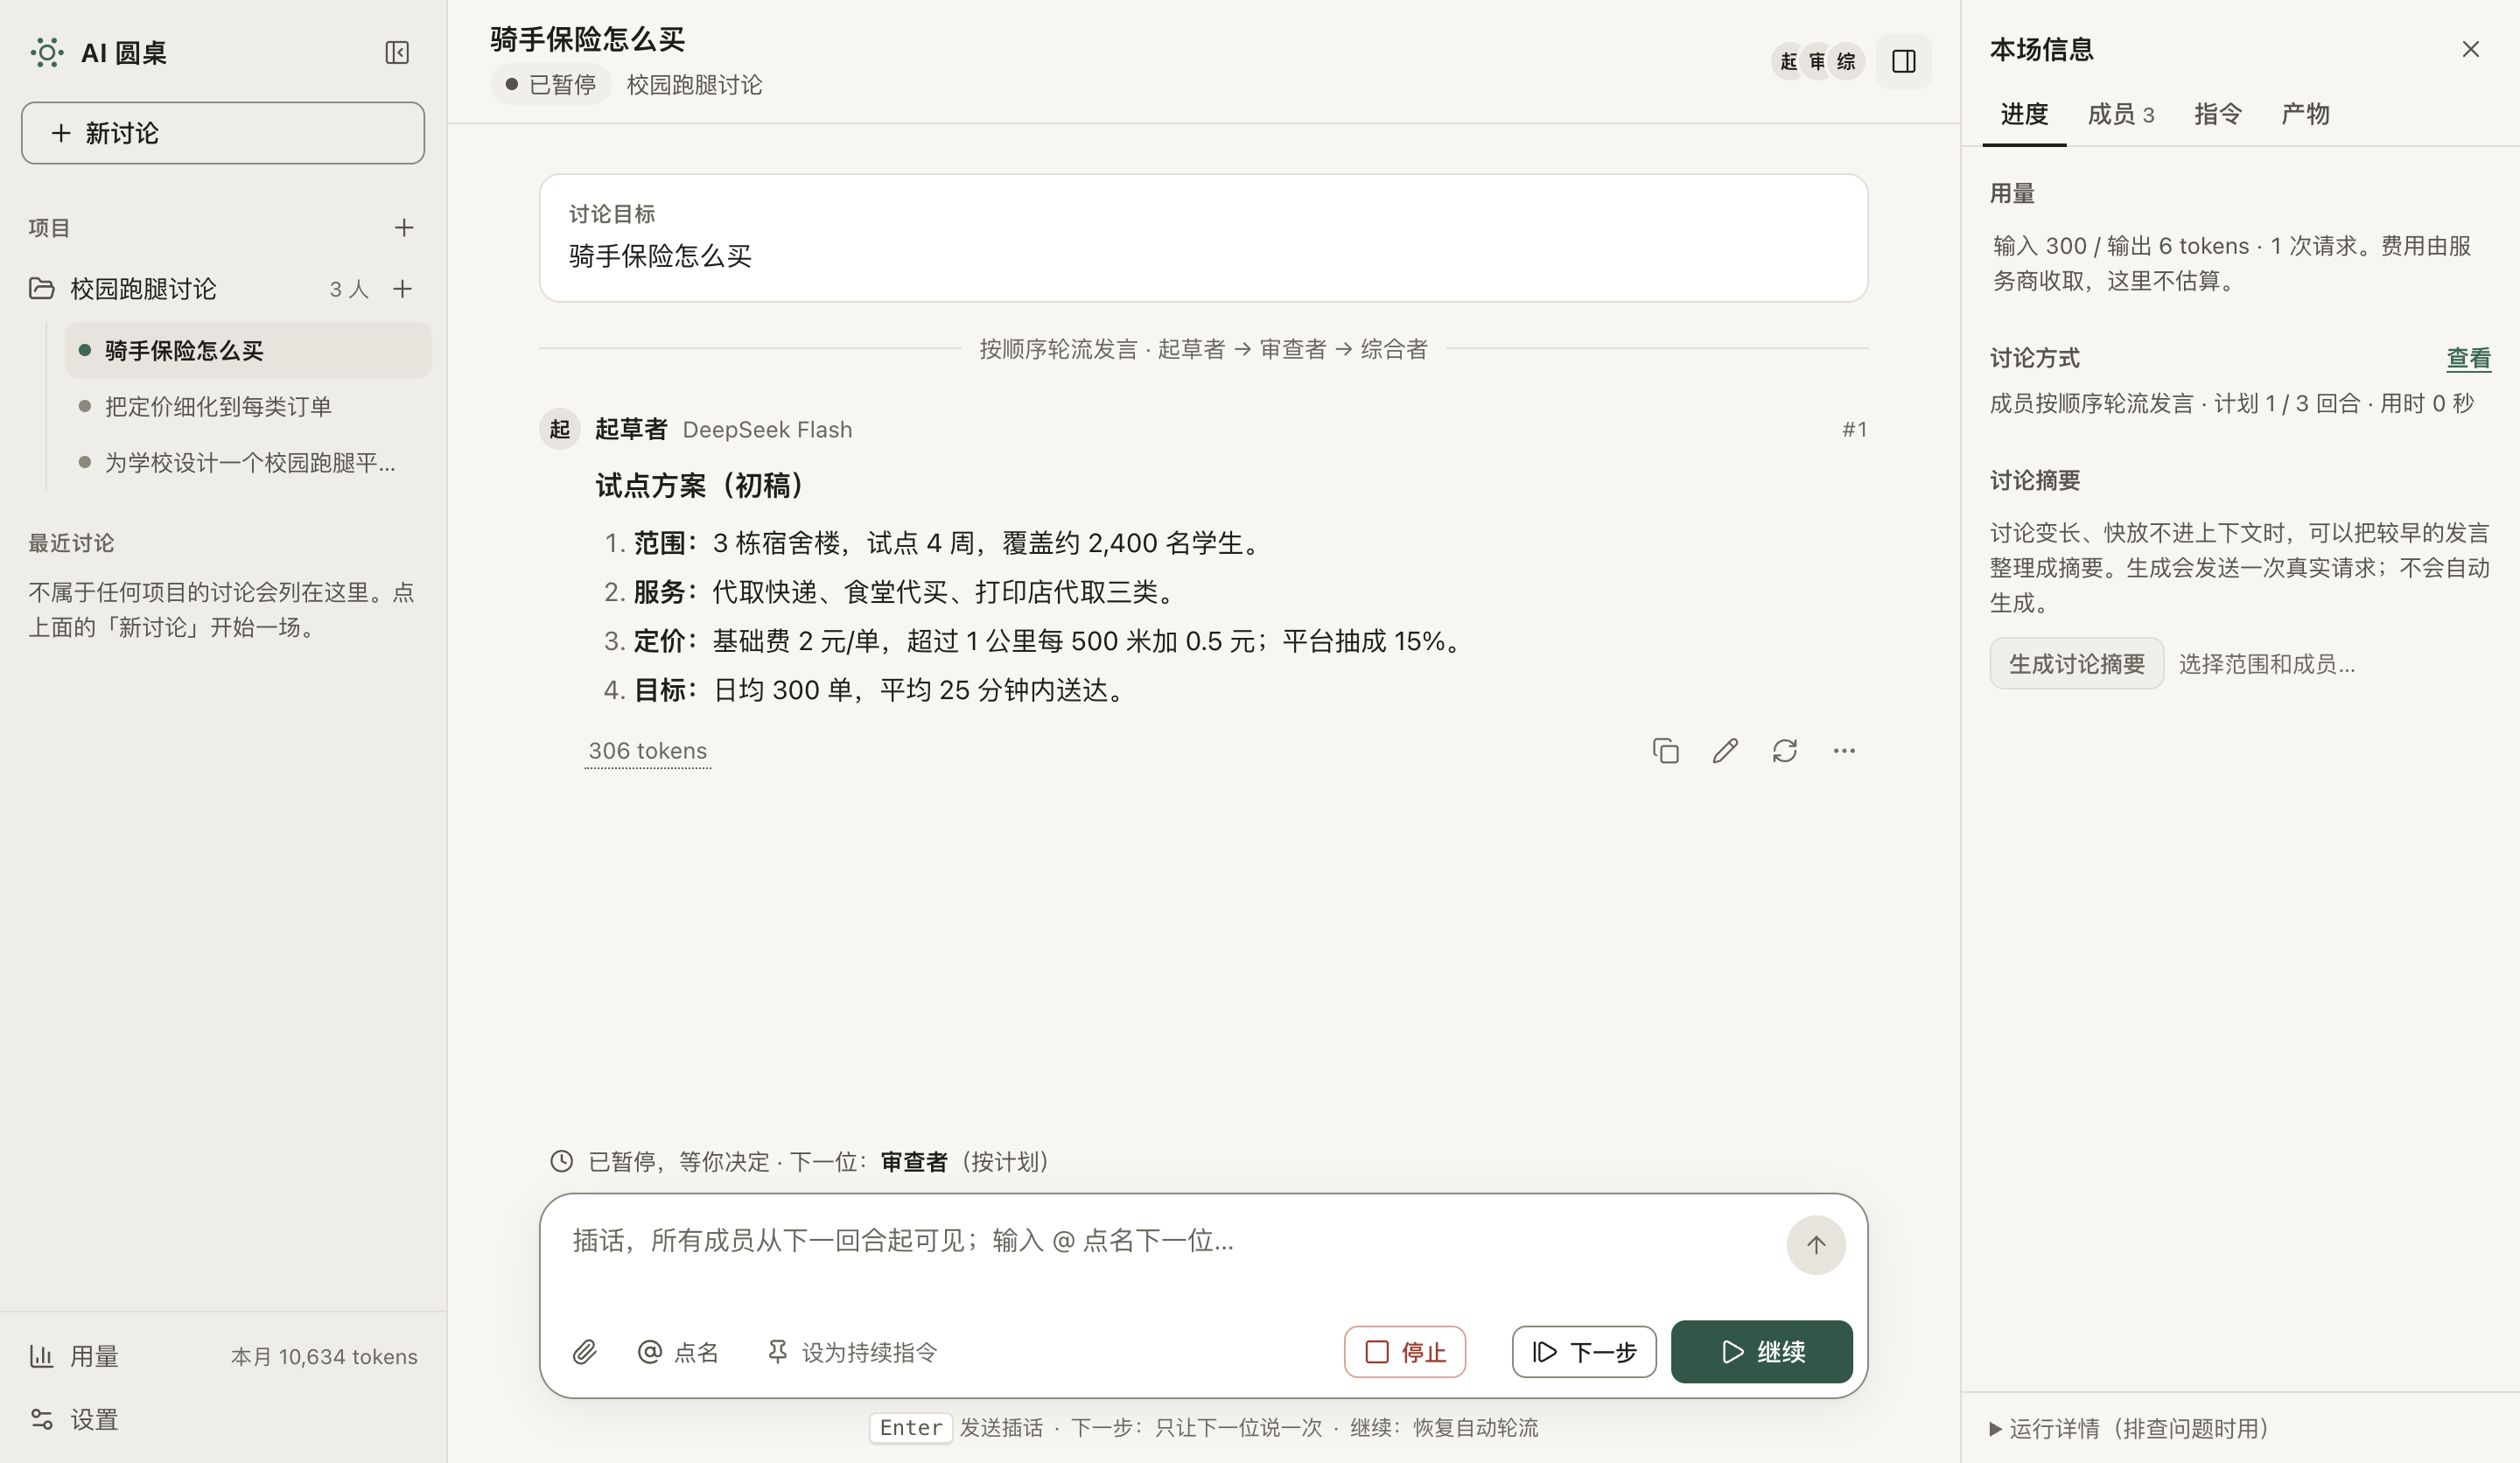 AI 圆桌
新讨论
项目
校园跑腿讨论 3 人
骑手保险怎么买
把定价细化到每类订单
为学校设计一个校园跑腿平...
最近讨论
不属于任何项目的讨论会列在这里。点
上面的「新讨论」开始一场。
用量 本月 10,634 tokens
设置
骑手保险怎么买
已暂停 校园跑腿讨论
起 审 综
讨论目标
骑手保险怎么买
按顺序轮流发言 · 起草者 → 审查者 → 综合者
起 起草者 DeepSeek Flash #1
试点方案（初稿）
1. 范围：3 栋宿舍楼，试点 4 周，覆盖约 2,400 名学生。
2. 服务：代取快递、食堂代买、打印店代取三类。
3. 定价：基础费 2 元/单，超过 1 公里每 500 米加 0.5 元；平台抽成 15%。
4. 目标：日均 300 单，平均 25 分钟内送达。
306 tokens
已暂停，等你决定 · 下一位：审查者（按计划）
插话，所有成员从下一回合起可见；输入 @ 点名下一位...
点名 设为持续指令 停止 下一步 继续
Enter 发送插话 · 下一步：只让下一位说一次 · 继续：恢复自动轮流
本场信息
进度 成员 3 指令 产物
用量
输入 300 / 输出 6 tokens · 1 次请求。费用由服
务商收取，这里不估算。
讨论方式 查看
成员按顺序轮流发言 · 计划 1 / 3 回合 · 用时 0 秒
讨论摘要
讨论变长、快放不进上下文时，可以把较早的发言
整理成摘要。生成会发送一次真实请求；不会自动
生成。
生成讨论摘要 选择范围和成员...
运行详情（排查问题时用）